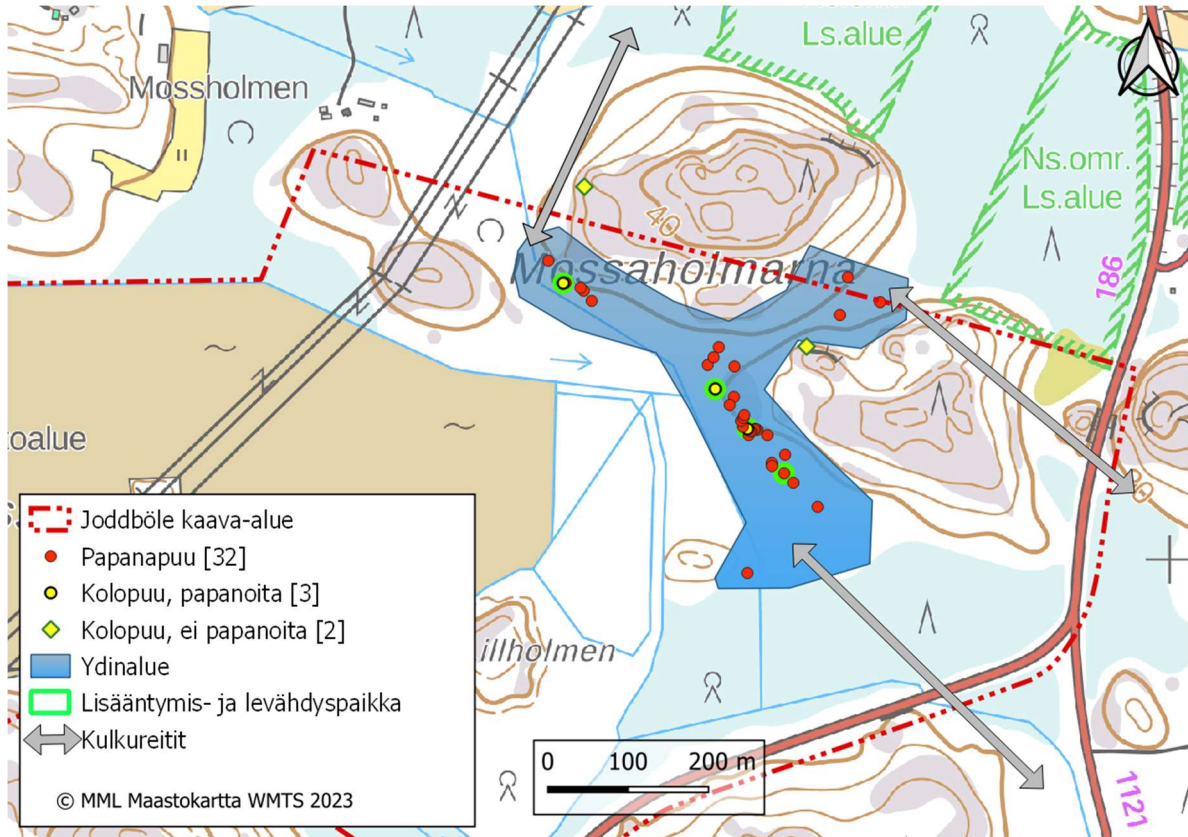 Ls.alue
Mossholmen
Ns.omr.
Ls.alue
40
Mossaholmarna
186
toalue
20
illholmen
1121
Joddböle kaava-alue
Papanapuu [32]
Kolopuu, papanoita [3]
Kolopuu, ei papanoita [2]
Ydinalue
Lisääntymis- ja levähdyspaikka
Kulkureitit
© MML Maastokartta WMTS 2023
0 100 200 m